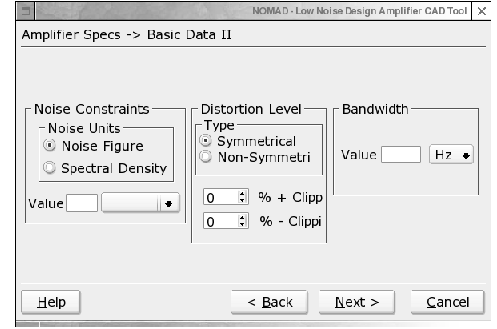 NOMAD - Low Noise Design Amplifier CAD Tool
Amplifier Specs -> Basic Data II
Noise Constraints
Noise Units
Noise Figure
Spectral Density
Value
Distortion Level
Type
Symmetrical
Non-Symmetri
0 % + Clipp
0 % - Clippi
Bandwidth
Value Hz
Help < Back Next > Cancel